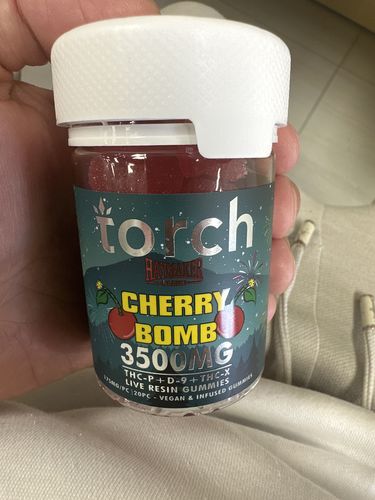 torch
HAYMAKER
CHERRY
BOMB
3500MG
THC-P + D-9 + THC-X
LIVE RESIN GUMMIES
175MG/PC | 20PC - VEGAN & INFUSED GUMMIES